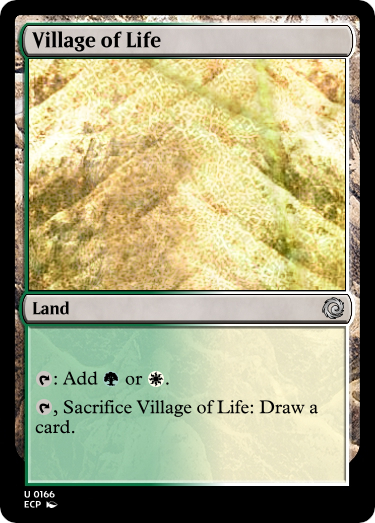 Village of Life
Land
: Add or .
, Sacrifice Village of Life: Draw a
card.
U 0166
ECP